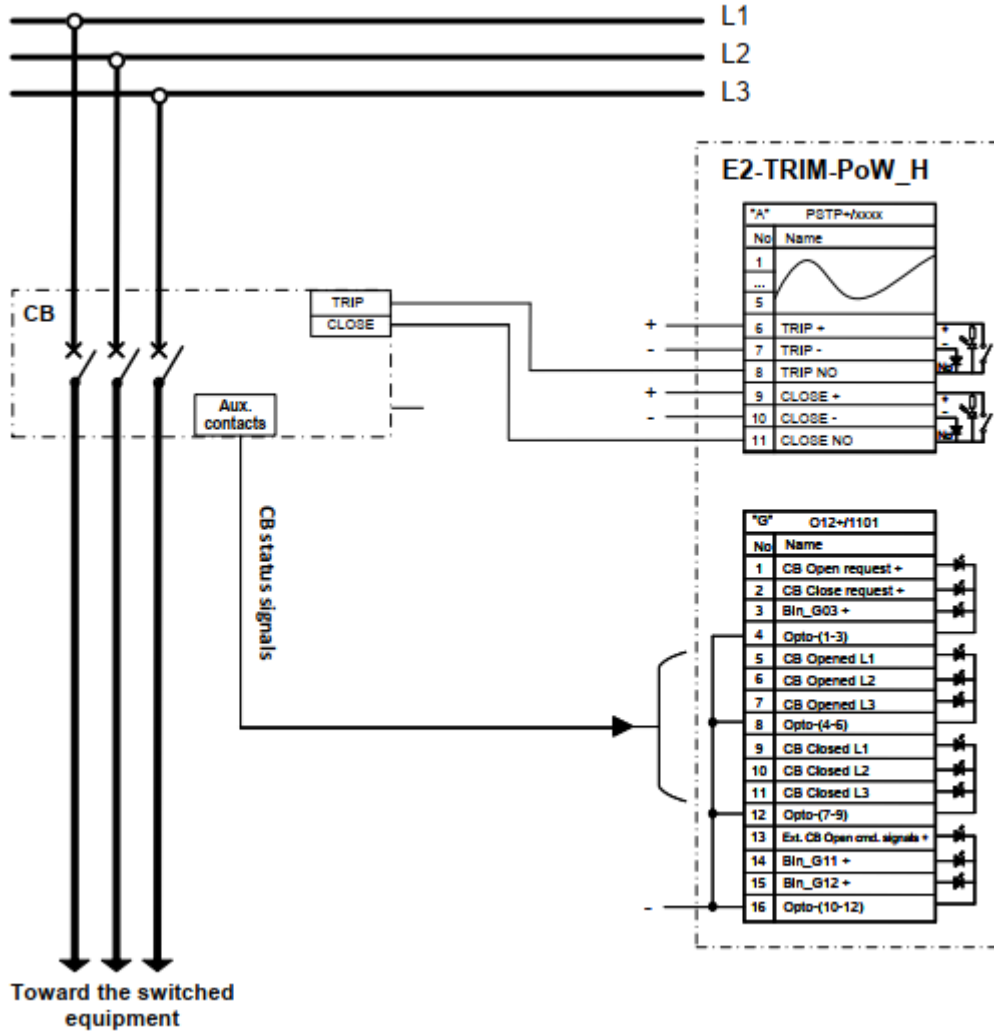 L1
L2
L3
E2-TRIM-PoW_H
"A" PSTP+/xxxx
No Name
1
...
5
6 TRIP +
7 TRIP -
8 TRIP NO
9 CLOSE +
10 CLOSE -
11 CLOSE NO
+
-
+
-
+
-
No
+
-
No
CB
TRIP
CLOSE
Aux.
contacts
CB status signals
"G" O12+/1101
No Name
1 CB Open request +
2 CB Close request +
3 Bin_G03 +
4 Opto-(1-3)
5 CB Opened L1
6 CB Opened L2
7 CB Opened L3
8 Opto-(4-6)
9 CB Closed L1
10 CB Closed L2
11 CB Closed L3
12 Opto-(7-9)
13 Ext. CB Open cmd. signals +
14 Bin_G11 +
15 Bin_G12 +
16 Opto-(10-12)
-
Toward the switched
equipment